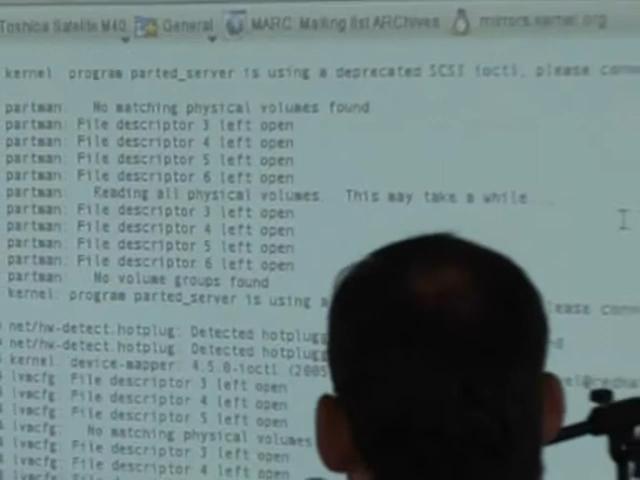 Toshiba Satellite M40 General MARC: Mailing list ARChives mirrors.kernel.org
kernel: program parted_server is using a deprecated SCSI ioctl, please conv
partman: No matching physical volumes found
partman: File descriptor 3 left open
partman: File descriptor 4 left open
partman: File descriptor 5 left open
partman: File descriptor 6 left open
partman: Reading all physical volumes. This may take a while...
partman: File descriptor 3 left open
partman: File descriptor 4 left open
partman: File descriptor 5 left open
partman: File descriptor 6 left open
partman: No volume groups found
kernel: program parted_server is using a lease conv
net/hw-detect.hotplug: Detected hotplugg
net/hw-detect.hotplug: Detected hotplugg
kernel: device-mapper: 4.5.0-ioctl (2005
lvmcfg: File descriptor 3 left open
lvmcfg: File descriptor 4 left open
lvmcfg: File descriptor 5 left open
lvmcfg: No matching physical volumes
lvmcfg: File descriptor 3 left open
lvmcfg: File descriptor 4 left open